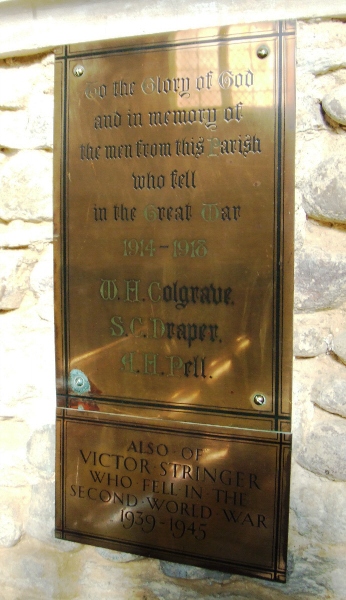 To the Glory of God
and in memory of
the men from this Parish
who fell
in the Great War
1914-1918
W. A. Colgrave.
S. C. Draper.
E. H. Pell.
ALSO · OF
VICTOR STRINGER
WHO FELL IN THE
SECOND · WORLD · WAR
1939-1945